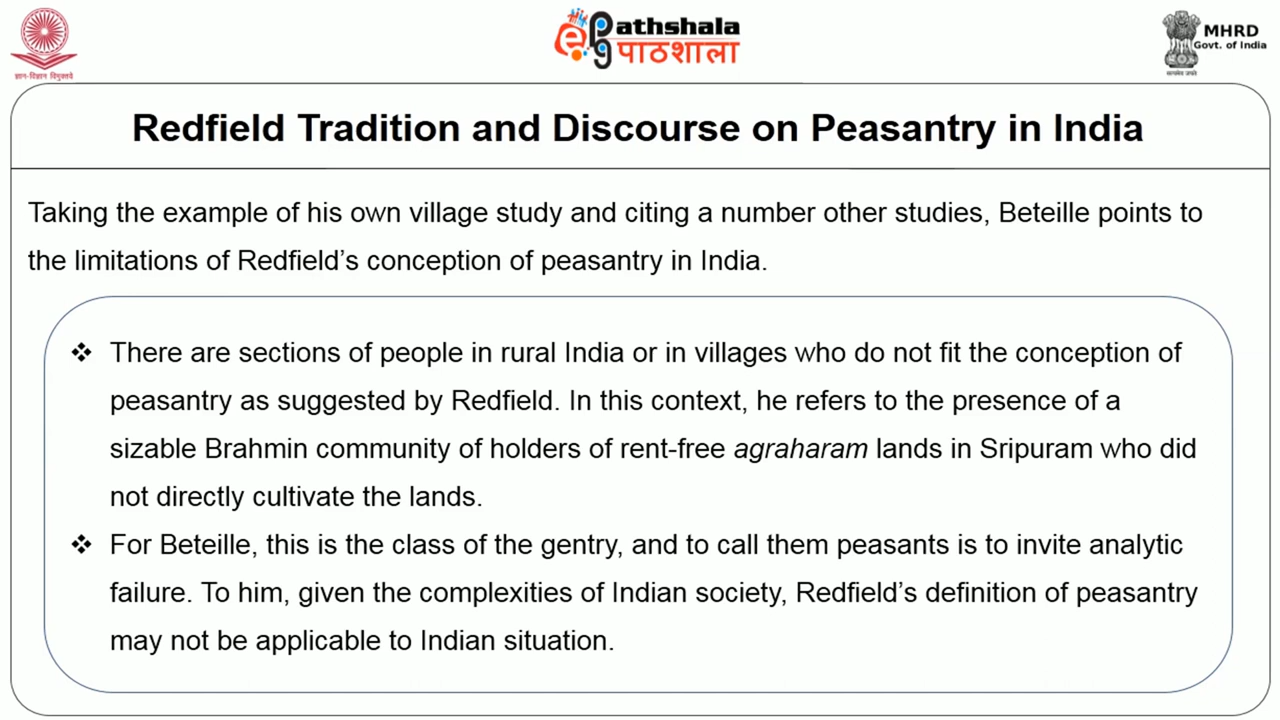 ज्ञान-विज्ञान विमुक्तये
Pathshala
पाठशाला
MHRD
Govt. of India
सत्यमेव जयते
Redfield Tradition and Discourse on Peasantry in India
Taking the example of his own village study and citing a number other studies, Beteille points to
the limitations of Redfield’s conception of peasantry in India.
❖ There are sections of people in rural India or in villages who do not fit the conception of
peasantry as suggested by Redfield. In this context, he refers to the presence of a
sizable Brahmin community of holders of rent-free agraharam lands in Sripuram who did
not directly cultivate the lands.
❖ For Beteille, this is the class of the gentry, and to call them peasants is to invite analytic
failure. To him, given the complexities of Indian society, Redfield’s definition of peasantry
may not be applicable to Indian situation.